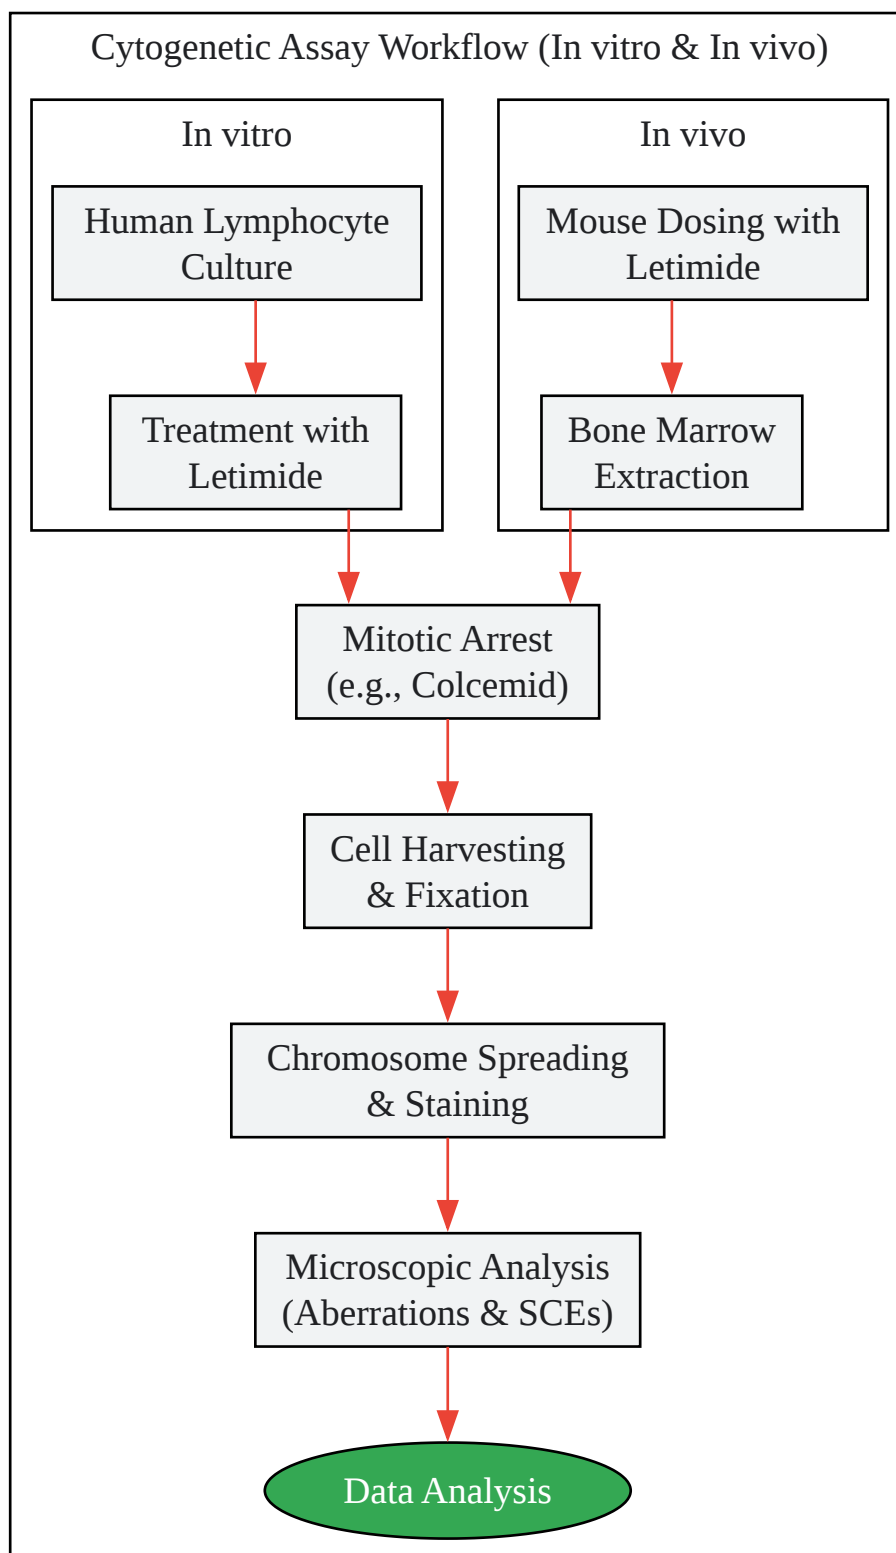 Cytogenetic Assay Workflow (In vitro & In vivo)
In vitro
Human Lymphocyte
Culture
Treatment with
Letimide
In vivo
Mouse Dosing with
Letimide
Bone Marrow
Extraction
Mitotic Arrest
(e.g., Colcemid)
Cell Harvesting
& Fixation
Chromosome Spreading
& Staining
Microscopic Analysis
(Aberrations & SCEs)
Data Analysis